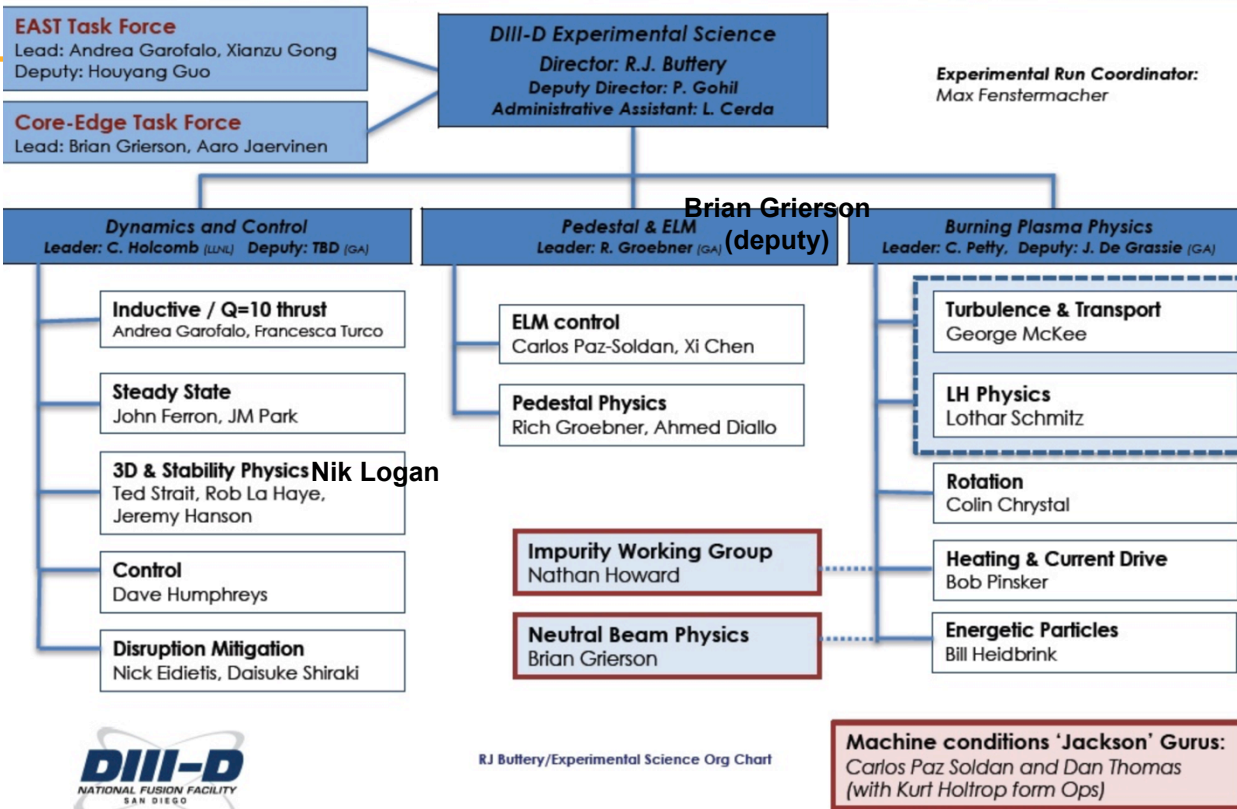 EAST Task Force
Lead: Andrea Garofalo, Xianzu Gong
Deputy: Houyang Guo
Core-Edge Task Force
Lead: Brian Grierson, Aaro Jaervinen
DIII-D Experimental Science
Director: R.J. Buttery
Deputy Director: P. Gohil
Administrative Assistant: L. Cerda
Experimental Run Coordinator:
Max Fenstermacher
Dynamics and Control
Leader: C. Holcomb (LLNL) Deputy: TBD (GA)
Inductive / Q=10 thrust
Andrea Garofalo, Francesca Turco
Steady State
John Ferron, JM Park
3D & Stability Physics Nik Logan
Ted Strait, Rob La Haye,
Jeremy Hanson
Control
Dave Humphreys
Disruption Mitigation
Nick Eidietis, Daisuke Shiraki
Pedestal & ELM Brian Grierson
Leader: R. Groebner (GA) (deputy)
ELM control
Carlos Paz-Soldan, Xi Chen
Pedestal Physics
Rich Groebner, Ahmed Diallo
Impurity Working Group
Nathan Howard
Neutral Beam Physics
Brian Grierson
Burning Plasma Physics
Leader: C. Petty, Deputy: J. De Grassie (GA)
Turbulence & Transport
George McKee
LH Physics
Lothar Schmitz
Rotation
Colin Chrystal
Heating & Current Drive
Bob Pinsker
Energetic Particles
Bill Heidbrink
DIII-D
NATIONAL FUSION FACILITY
SAN DIEGO
RJ Buttery/Experimental Science Org Chart
Machine conditions 'Jackson' Gurus:
Carlos Paz Soldan and Dan Thomas
(with Kurt Holtrop form Ops)